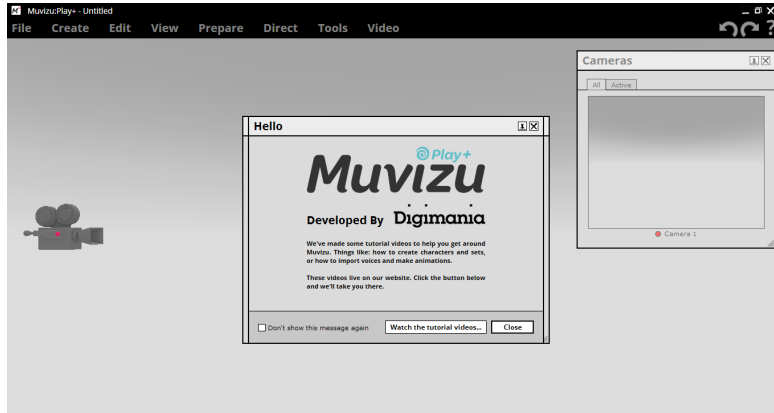 Muvizu:Play+ - Untitled
File Create Edit View Prepare Direct Tools Video
?
Cameras
All Active
Camera 1
Hello
Play+
Muvizu
Developed By Digimania
We've made some tutorial videos to help you get around
Muvizu. Things like: how to create characters and sets,
or how to import voices and make animations.
These videos live on our website. Click the button below
and we'll take you there.
Don't show this message again
Watch the tutorial videos...
Close